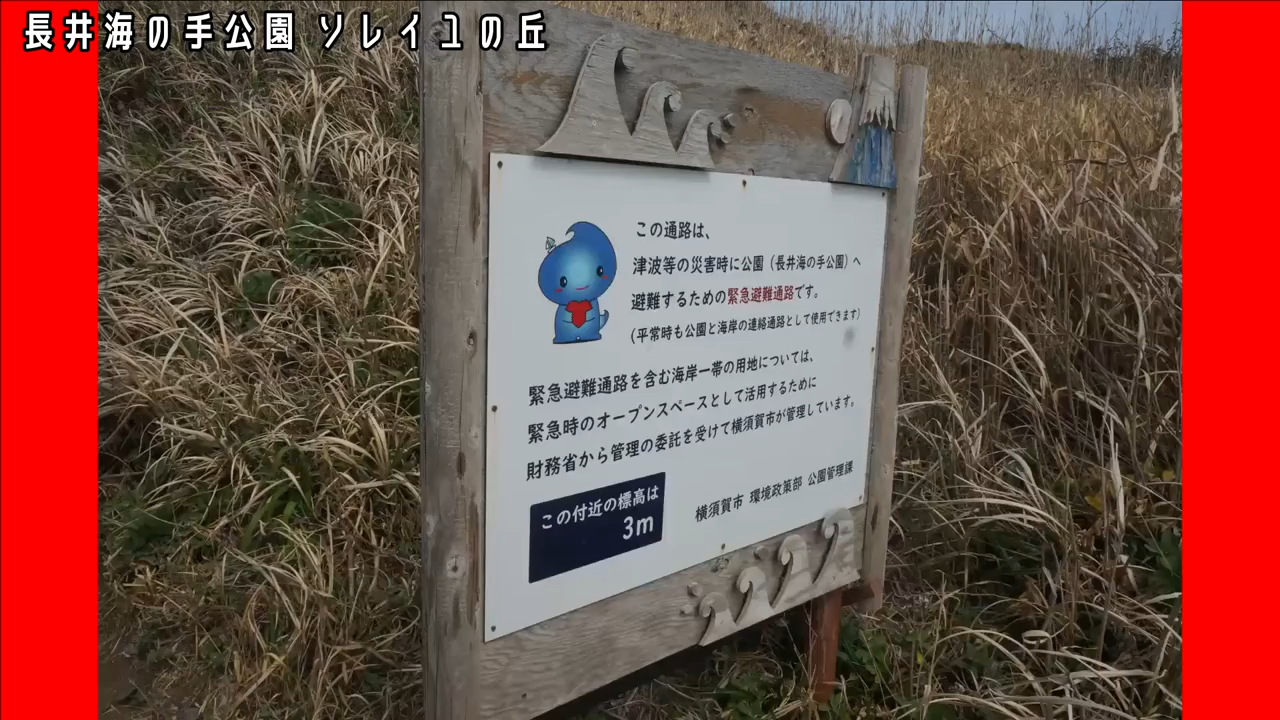 長井海の手公園 ソレイユの丘
この通路は、
津波等の災害時に公園（長井海の手公園）へ
避難するための緊急避難通路です。
(平常時も公園と海岸の連絡通路として使用できます)
緊急避難通路を含む海岸一帯の用地については、
緊急時のオープンスペースとして活用するために
財務省から管理の委託を受けて横須賀市が管理しています。
この付近の標高は
3m
横須賀市 環境政策部 公園管理課